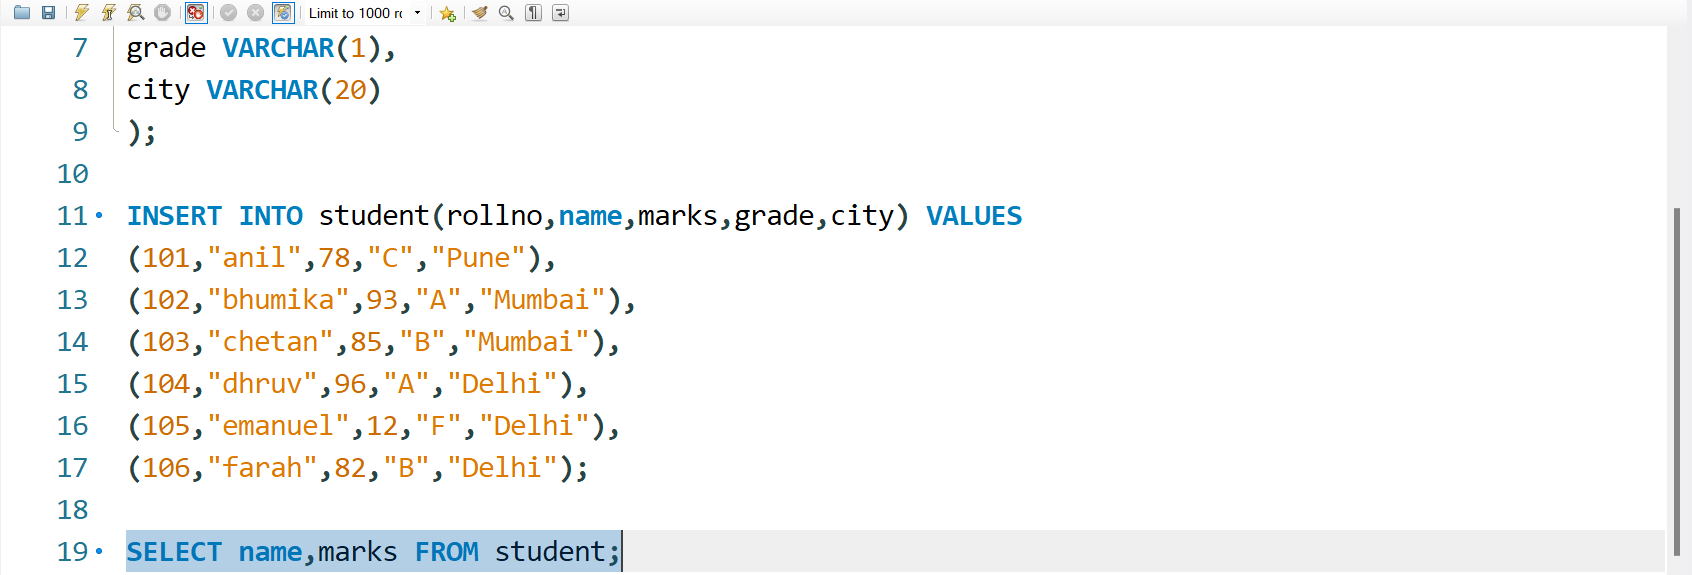 Limit to 1000 rc
7 grade VARCHAR(1),
8 city VARCHAR(20)
9 );
10
11 INSERT INTO student(rollno,name,marks,grade,city) VALUES
12 (101,"anil",78,"C","Pune"),
13 (102,"bhumika",93,"A","Mumbai"),
14 (103,"chetan",85,"B","Mumbai"),
15 (104,"dhruv",96,"A","Delhi"),
16 (105,"emanuel",12,"F","Delhi"),
17 (106,"farah",82,"B","Delhi");
18
19 SELECT name,marks FROM student;